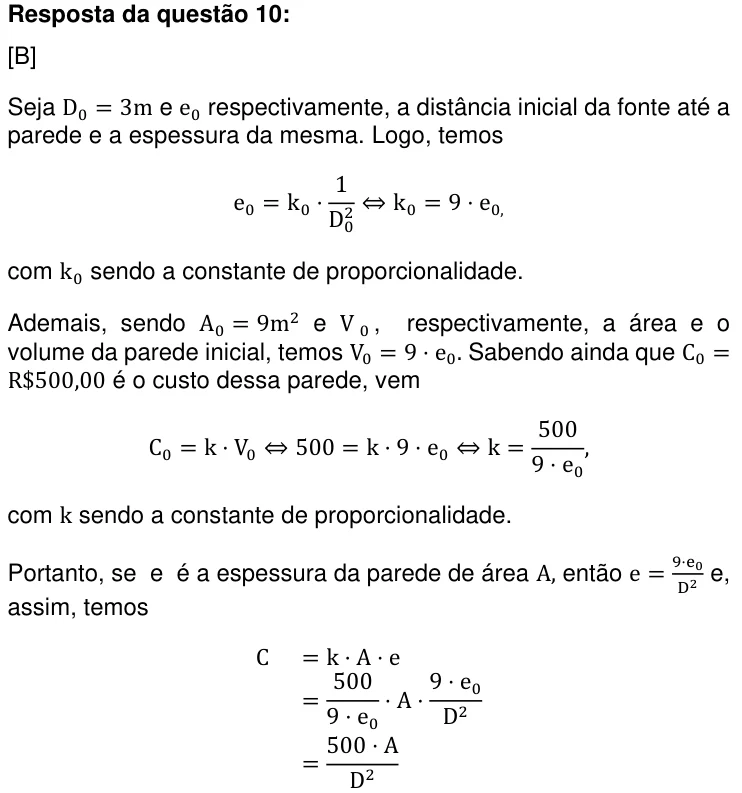 Resposta da questão 10:
[B]
Seja D₀ = 3m e e₀ respectivamente, a distância inicial da fonte até a
parede e a espessura da mesma. Logo, temos
e₀ = k₀ · 1/D₀² ⇔ k₀ = 9 · e₀,
com k₀ sendo a constante de proporcionalidade.
Ademais, sendo A₀ = 9m² e V ₀ , respectivamente, a área e o
volume da parede inicial, temos V₀ = 9 · e₀. Sabendo ainda que C₀ =
R$500,00 é o custo dessa parede, vem
C₀ = k · V₀ ⇔ 500 = k · 9 · e₀ ⇔ k = 500/(9 · e₀),
com k sendo a constante de proporcionalidade.
Portanto, se e é a espessura da parede de área A, então e = (9·e₀)/D² e,
assim, temos
C = k · A · e
= 500/(9 · e₀) · A · (9 · e₀)/D²
= (500 · A)/D²